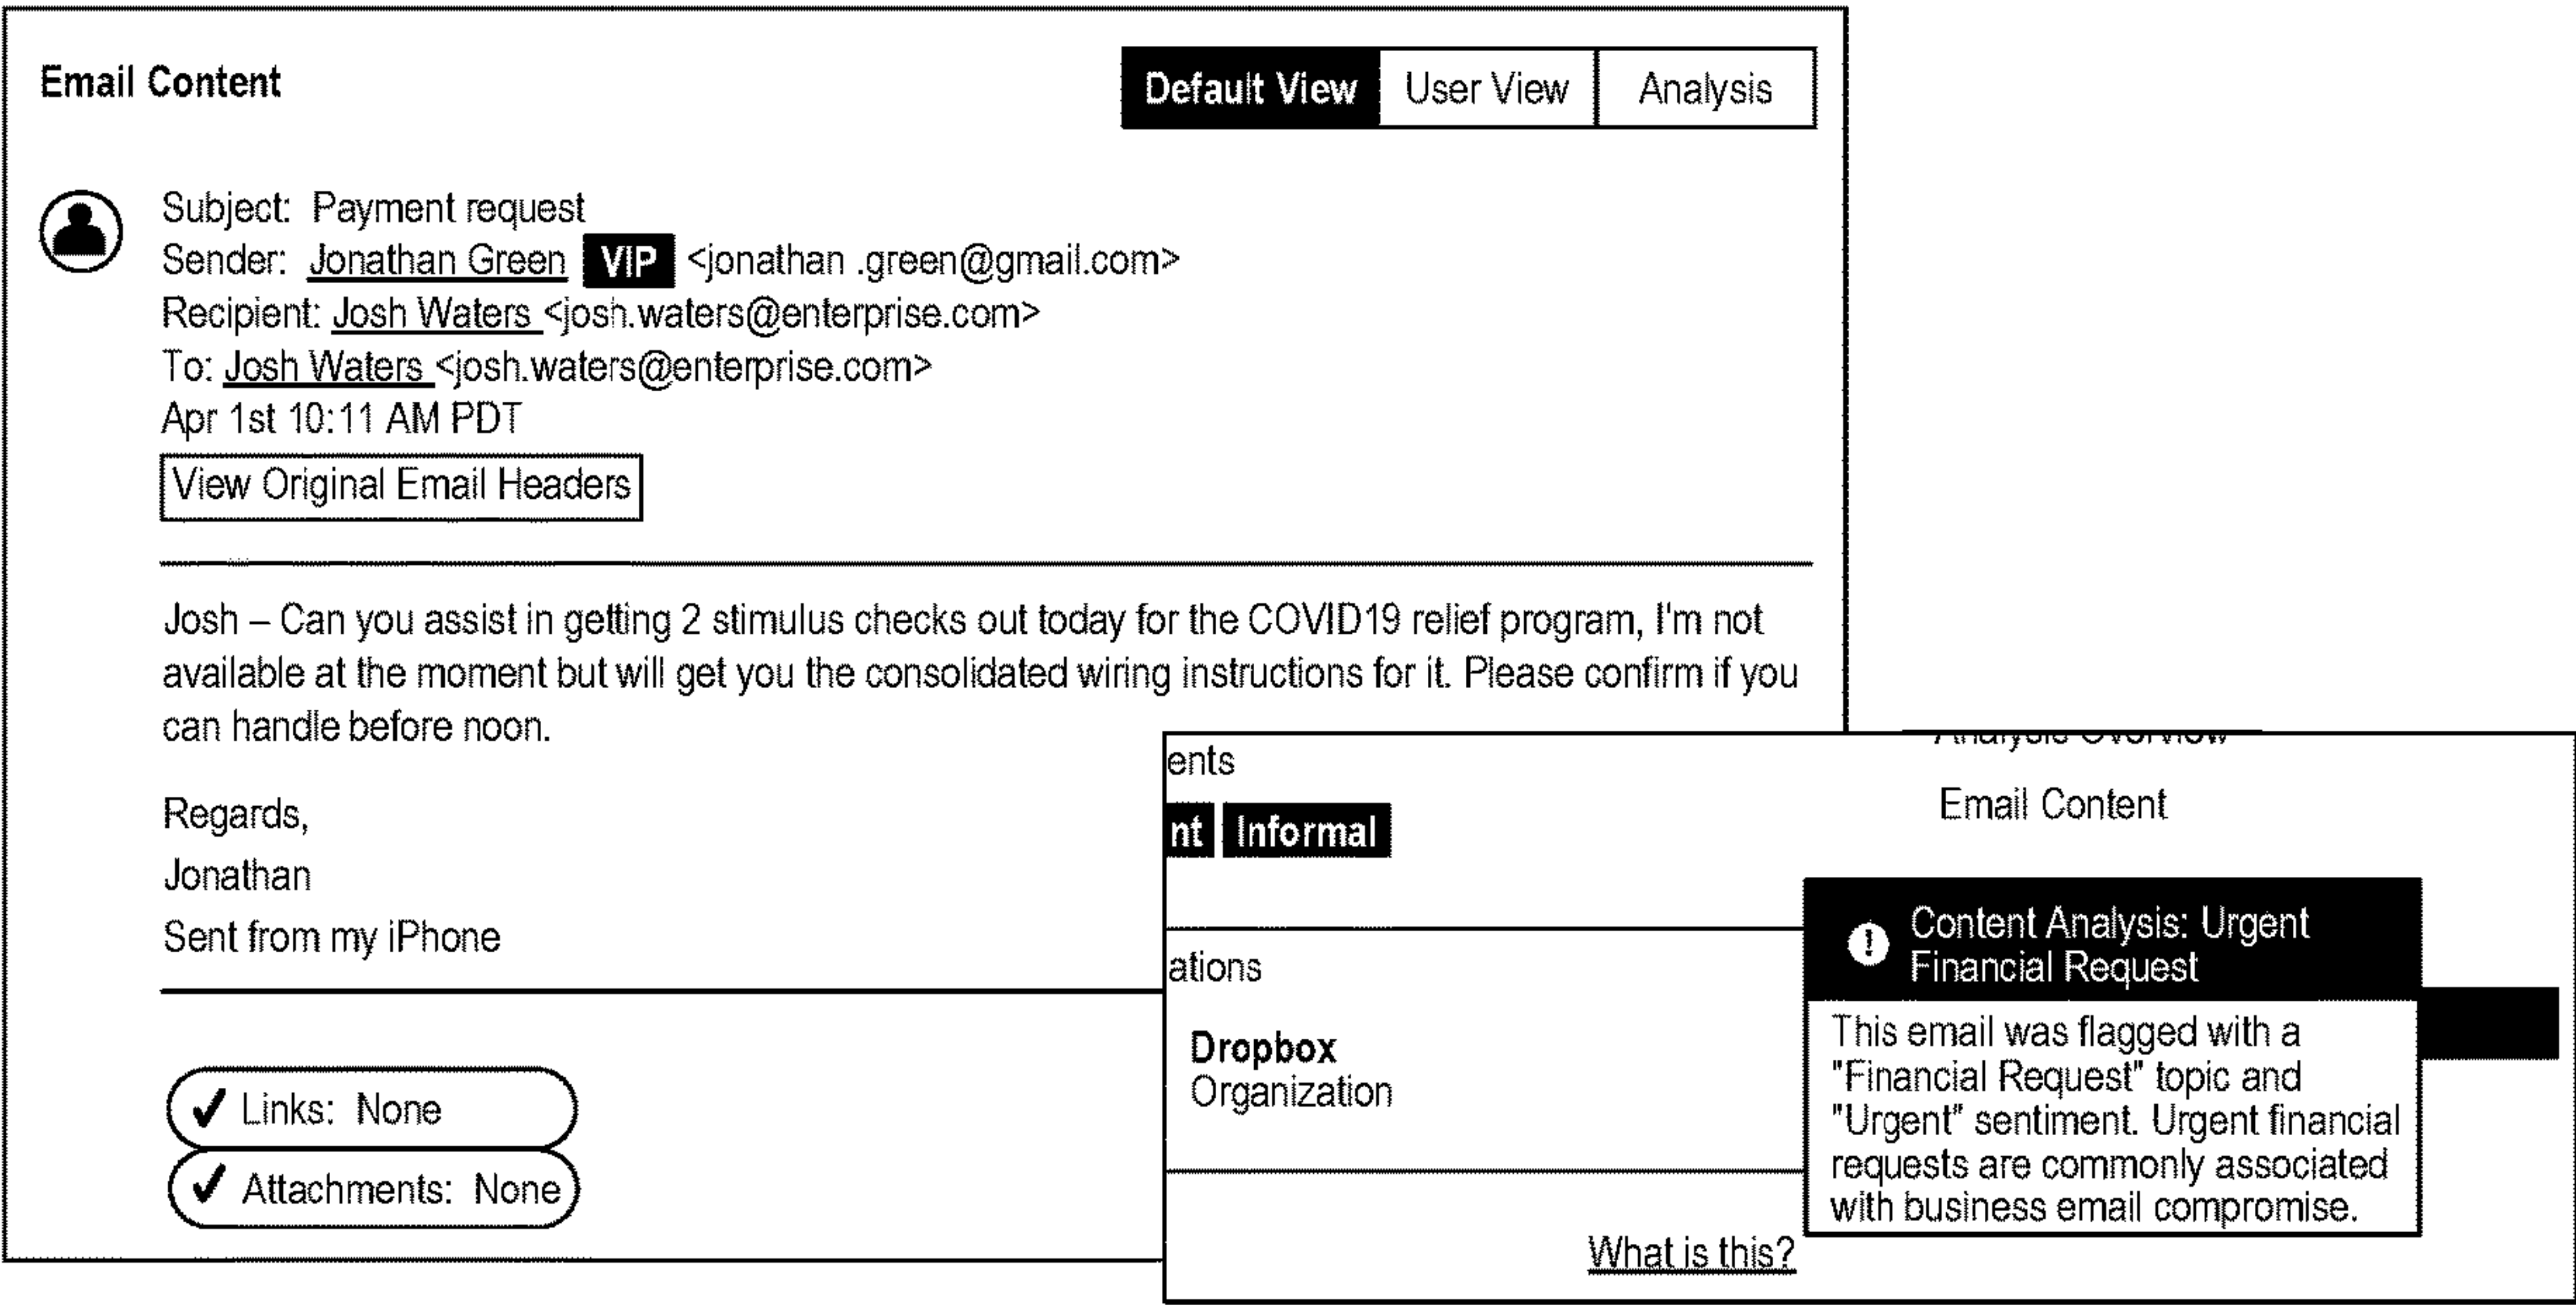 Email Content
Default View User View Analysis
Subject: Payment request
Sender: Jonathan Green VIP <jonathan .green@gmail.com>
Recipient: Josh Waters <josh.waters@enterprise.com>
To: Josh Waters <josh.waters@enterprise.com>
Apr 1st 10:11 AM PDT
View Original Email Headers
Josh – Can you assist in getting 2 stimulus checks out today for the COVID19 relief program, I'm not
available at the moment but will get you the consolidated wiring instructions for it. Please confirm if you
can handle before noon.
Regards,
Jonathan
Sent from my iPhone
Links: None
Attachments: None
ents
nt Informal
ations
Dropbox
Organization
What is this?
Analysis Overview
Email Content
Content Analysis: Urgent
Financial Request
This email was flagged with a
"Financial Request" topic and
"Urgent" sentiment. Urgent financial
requests are commonly associated
with business email compromise.